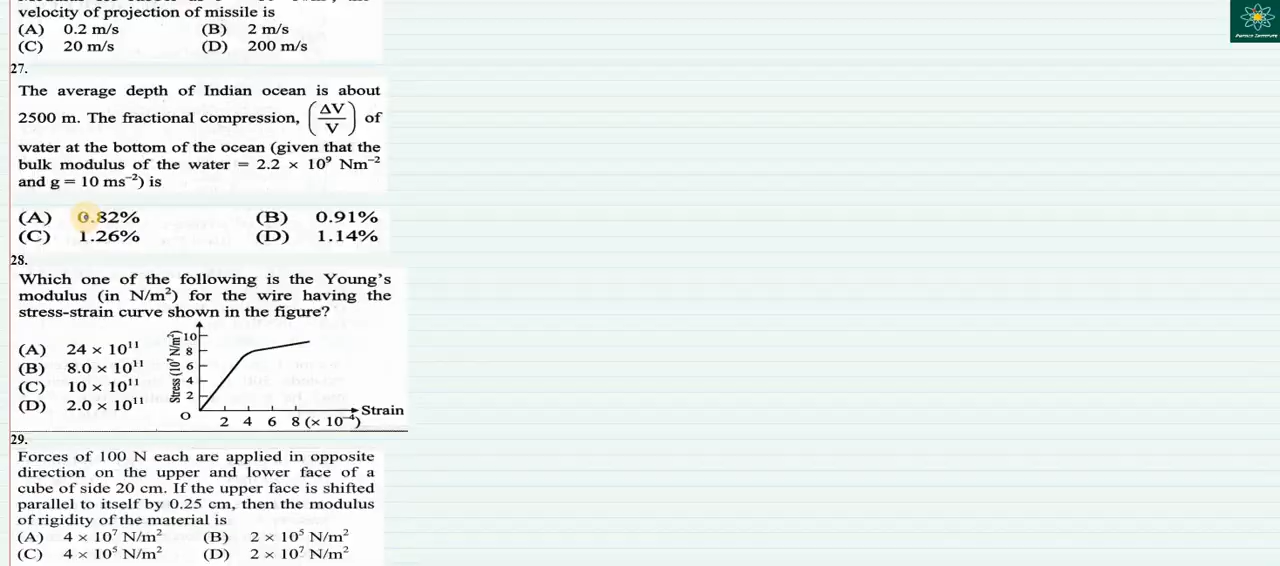 velocity of projection of missile is
(A) 0.2 m/s (B) 2 m/s
(C) 20 m/s (D) 200 m/s
27.
The average depth of Indian ocean is about
2500 m. The fractional compression, (ΔV/V) of
water at the bottom of the ocean (given that the
bulk modulus of the water = 2.2 × 10⁹ Nm⁻²
and g = 10 ms⁻²) is
(A) 0.82% (B) 0.91%
(C) 1.26% (D) 1.14%
28.
Which one of the following is the Young's
modulus (in N/m²) for the wire having the
stress-strain curve shown in the figure?
(A) 24 × 10¹¹
(B) 8.0 × 10¹¹
(C) 10 × 10¹¹
(D) 2.0 × 10¹¹
Stress (10⁷ N/m²)
10
8
6
4
2
O
Strain
2 4 6 8 (× 10⁻⁴)
29.
Forces of 100 N each are applied in opposite
direction on the upper and lower face of a
cube of side 20 cm. If the upper face is shifted
parallel to itself by 0.25 cm, then the modulus
of rigidity of the material is
(A) 4 × 10⁷ N/m² (B) 2 × 10⁵ N/m²
(C) 4 × 10⁵ N/m² (D) 2 × 10⁷ N/m²